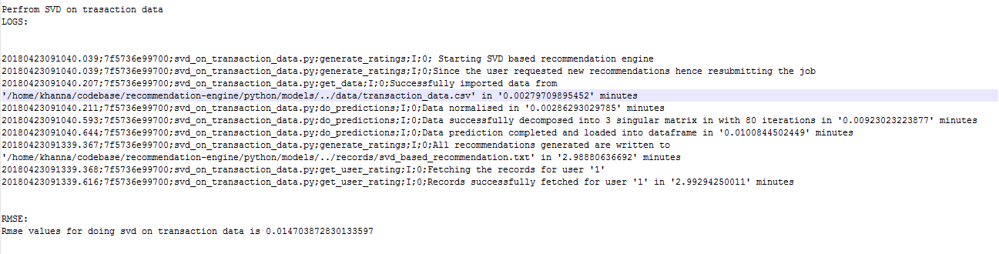 Perfrom SVD on trasaction data
LOGS:
20180423091040.039;7f5736e99700;svd_on_transaction_data.py;generate_ratings;I;0; Starting SVD based recommendation engine
20180423091040.039;7f5736e99700;svd_on_transaction_data.py;generate_ratings;I;0;Since the user requested new recommendations hence resubmitting the job
20180423091040.207;7f5736e99700;svd_on_transaction_data.py;get_data;I;0;Successfully imported data from
'/home/khanna/codebase/recommendation-engine/python/models/../data/transaction_data.csv' in '0.00279709895452' minutes
20180423091040.211;7f5736e99700;svd_on_transaction_data.py;do_predictions;I;0;Data normalised in '0.00286293029785' minutes
20180423091040.593;7f5736e99700;svd_on_transaction_data.py;do_predictions;I;0;Data successfully decomposed into 3 singular matrix in with 80 iterations in '0.00923023223877' minutes
20180423091040.644;7f5736e99700;svd_on_transaction_data.py;do_predictions;I;0;Data prediction completed and loaded into dataframe in '0.0100844502449' minutes
20180423091339.367;7f5736e99700;svd_on_transaction_data.py;generate_ratings;I;0;All recommendations generated are written to
'/home/khanna/codebase/recommendation-engine/python/models/../records/svd_based_recommendation.txt' in '2.98880636692' minutes
20180423091339.368;7f5736e99700;svd_on_transaction_data.py;get_user_rating;I;0;Fetching the records for user '1'
20180423091339.616;7f5736e99700;svd_on_transaction_data.py;get_user_rating;I;0;Records successfully fetched for user '1' in '2.99294250011' minutes
RMSE:
Rmse values for doing svd on transaction data is 0.014703872830133597